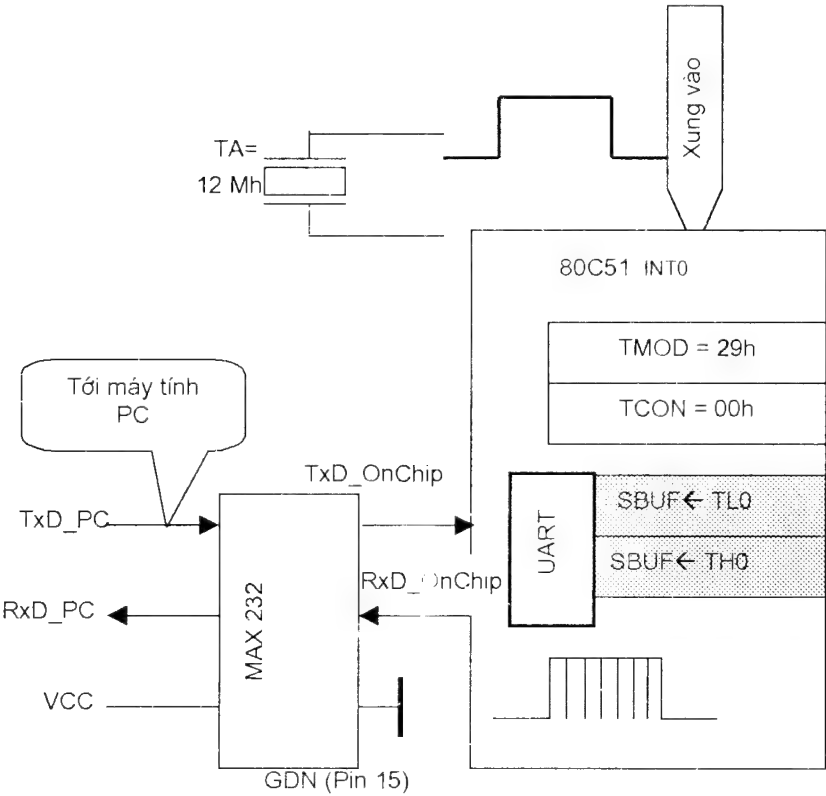 Xung vào
TA=
12 Mh
80C51 INT0
TMOD = 29h
TCON = 00h
Tới máy tính
PC
TxD_OnChip
TxD_PC
SBUF← TL0
UART
SBUF← TH0
RxD_OnChip
RxD_PC
MAX 232
VCC
GDN (Pin 15)